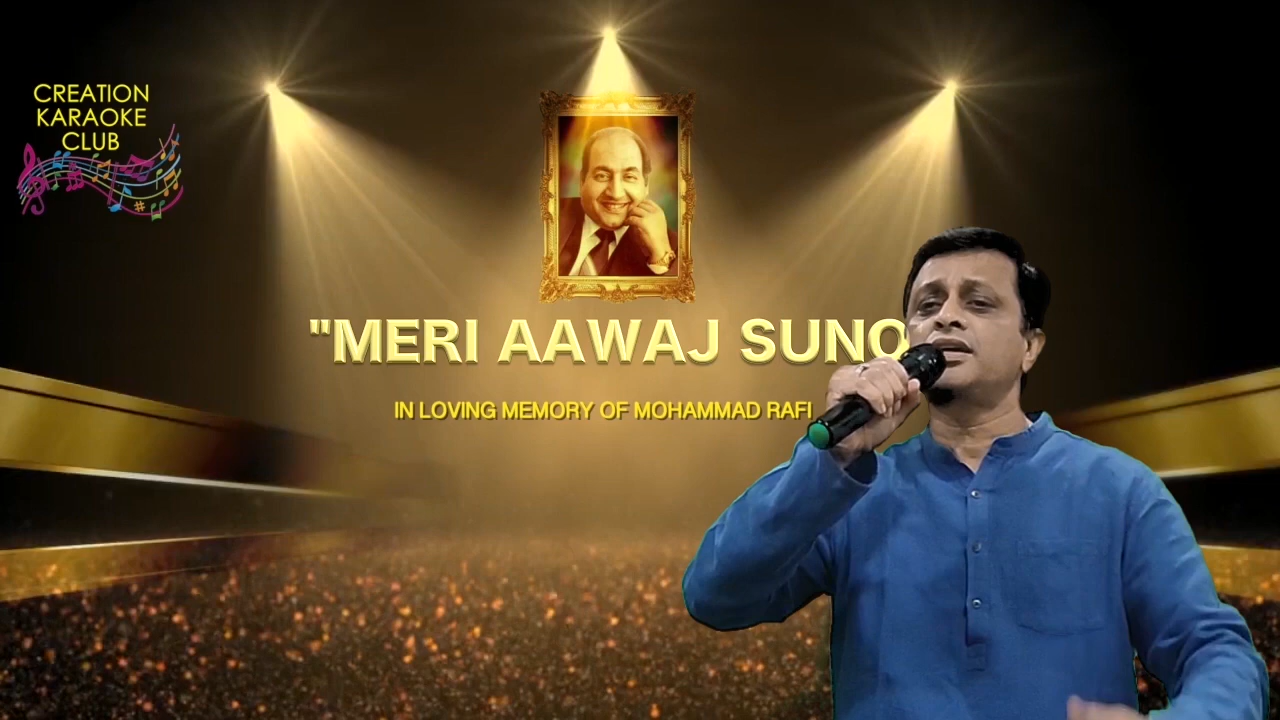 CREATION
KARAOKE
CLUB
"MERI AAWAJ SUNO
IN LOVING MEMORY OF MOHAMMAD RAFI